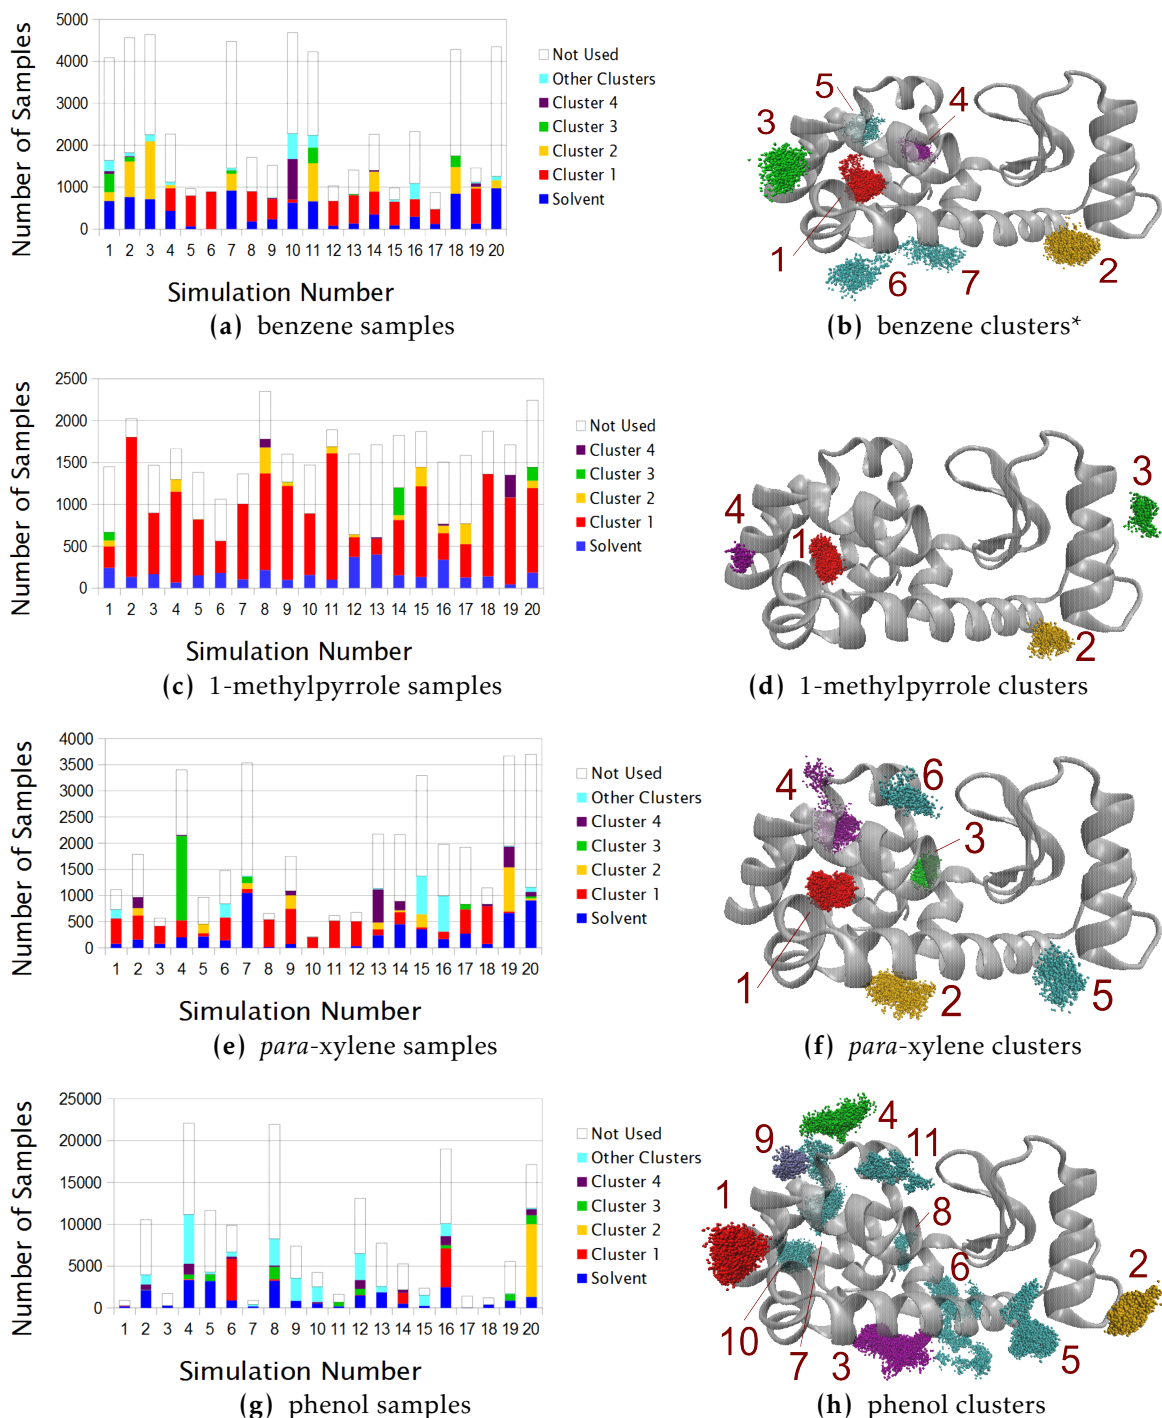 Number of Samples
5000
4000
3000
2000
1000
0
1 2 3 4 5 6 7 8 9 10 11 12 13 14 15 16 17 18 19 20
Simulation Number
Not Used
Other Clusters
Cluster 4
Cluster 3
Cluster 2
Cluster 1
Solvent
(a) benzene samples
5
4
3
1
6
7
2
(b) benzene clusters*
Number of Samples
2500
2000
1500
1000
500
0
1 2 3 4 5 6 7 8 9 10 11 12 13 14 15 16 17 18 19 20
Simulation Number
Not Used
Cluster 4
Cluster 3
Cluster 2
Cluster 1
Solvent
(c) 1-methylpyrrole samples
3
4
1
2
(d) 1-methylpyrrole clusters
Number of Samples
4000
3500
3000
2500
2000
1500
1000
500
0
1 2 3 4 5 6 7 8 9 10 11 12 13 14 15 16 17 18 19 20
Simulation Number
Not Used
Other Clusters
Cluster 4
Cluster 3
Cluster 2
Cluster 1
Solvent
(e) para-xylene samples
4
6
3
1
2
5
(f) para-xylene clusters
Number of Samples
25000
20000
15000
10000
5000
0
1 2 3 4 5 6 7 8 9 10 11 12 13 14 15 16 17 18 19 20
Simulation Number
Not Used
Other Clusters
Cluster 4
Cluster 3
Cluster 2
Cluster 1
Solvent
(g) phenol samples
4
9
11
1
8
6
2
10
7
3
5
(h) phenol clusters